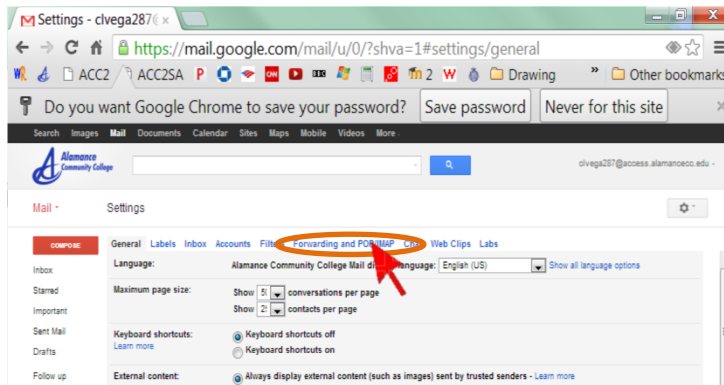 Settings - clvega287@
https://mail.google.com/mail/u/0/?shva=1#settings/general
ACC2 ACC2SA P 2 W Drawing » Other bookmarks
Do you want Google Chrome to save your password? Save password Never for this site
Search Images Mail Documents Calendar Sites Maps Mobile Videos More
Alamance
Community College
clvega287@access.alamancecc.edu
Mail Settings
COMPOSE
General Labels Inbox Accounts Filters Forwarding and POP/IMAP Chat Web Clips Labs
Inbox
Language: Alamance Community College Mail display language: English (US) Show all language options
Starred
Maximum page size: Show conversations per page
Important
Show contacts per page
Sent Mail
Keyboard shortcuts: Keyboard shortcuts off
Learn more
Drafts
Keyboard shortcuts on
Follow up
External content: Always display external content (such as images) sent by trusted senders - Learn more